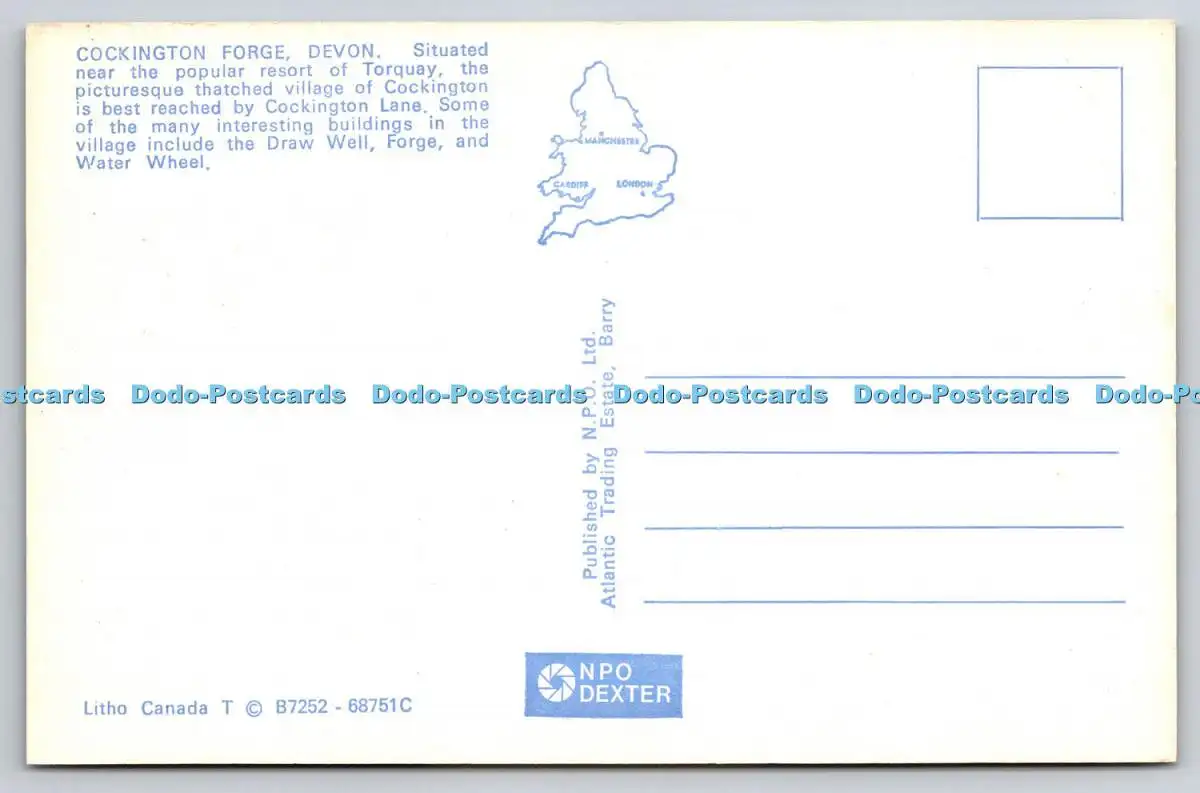 COCKINGTON FORGE, DEVON. Situated
near the popular resort of Torquay, the
picturesque thatched village of Cockington
is best reached by Cockington Lane. Some
of the many interesting buildings in the
village include the Draw Well, Forge, and
Water Wheel.
MANCHESTER
CARDIFF
LONDON
Published by N.P.O. Ltd.
Atlantic Trading Estate, Barry
stcards Dodo-Postcards Dodo-Postcards Dodo-Postcards Dodo-Postcards Dodo-Po
NPO
DEXTER
Litho Canada T © B7252 - 68751C